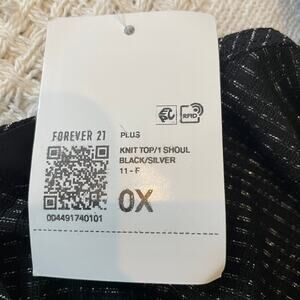 RFID
FOREVER 21
PLUS
KNIT TOP/1 SHOUL
BLACK/SILVER
11 - F
0X
004491740101